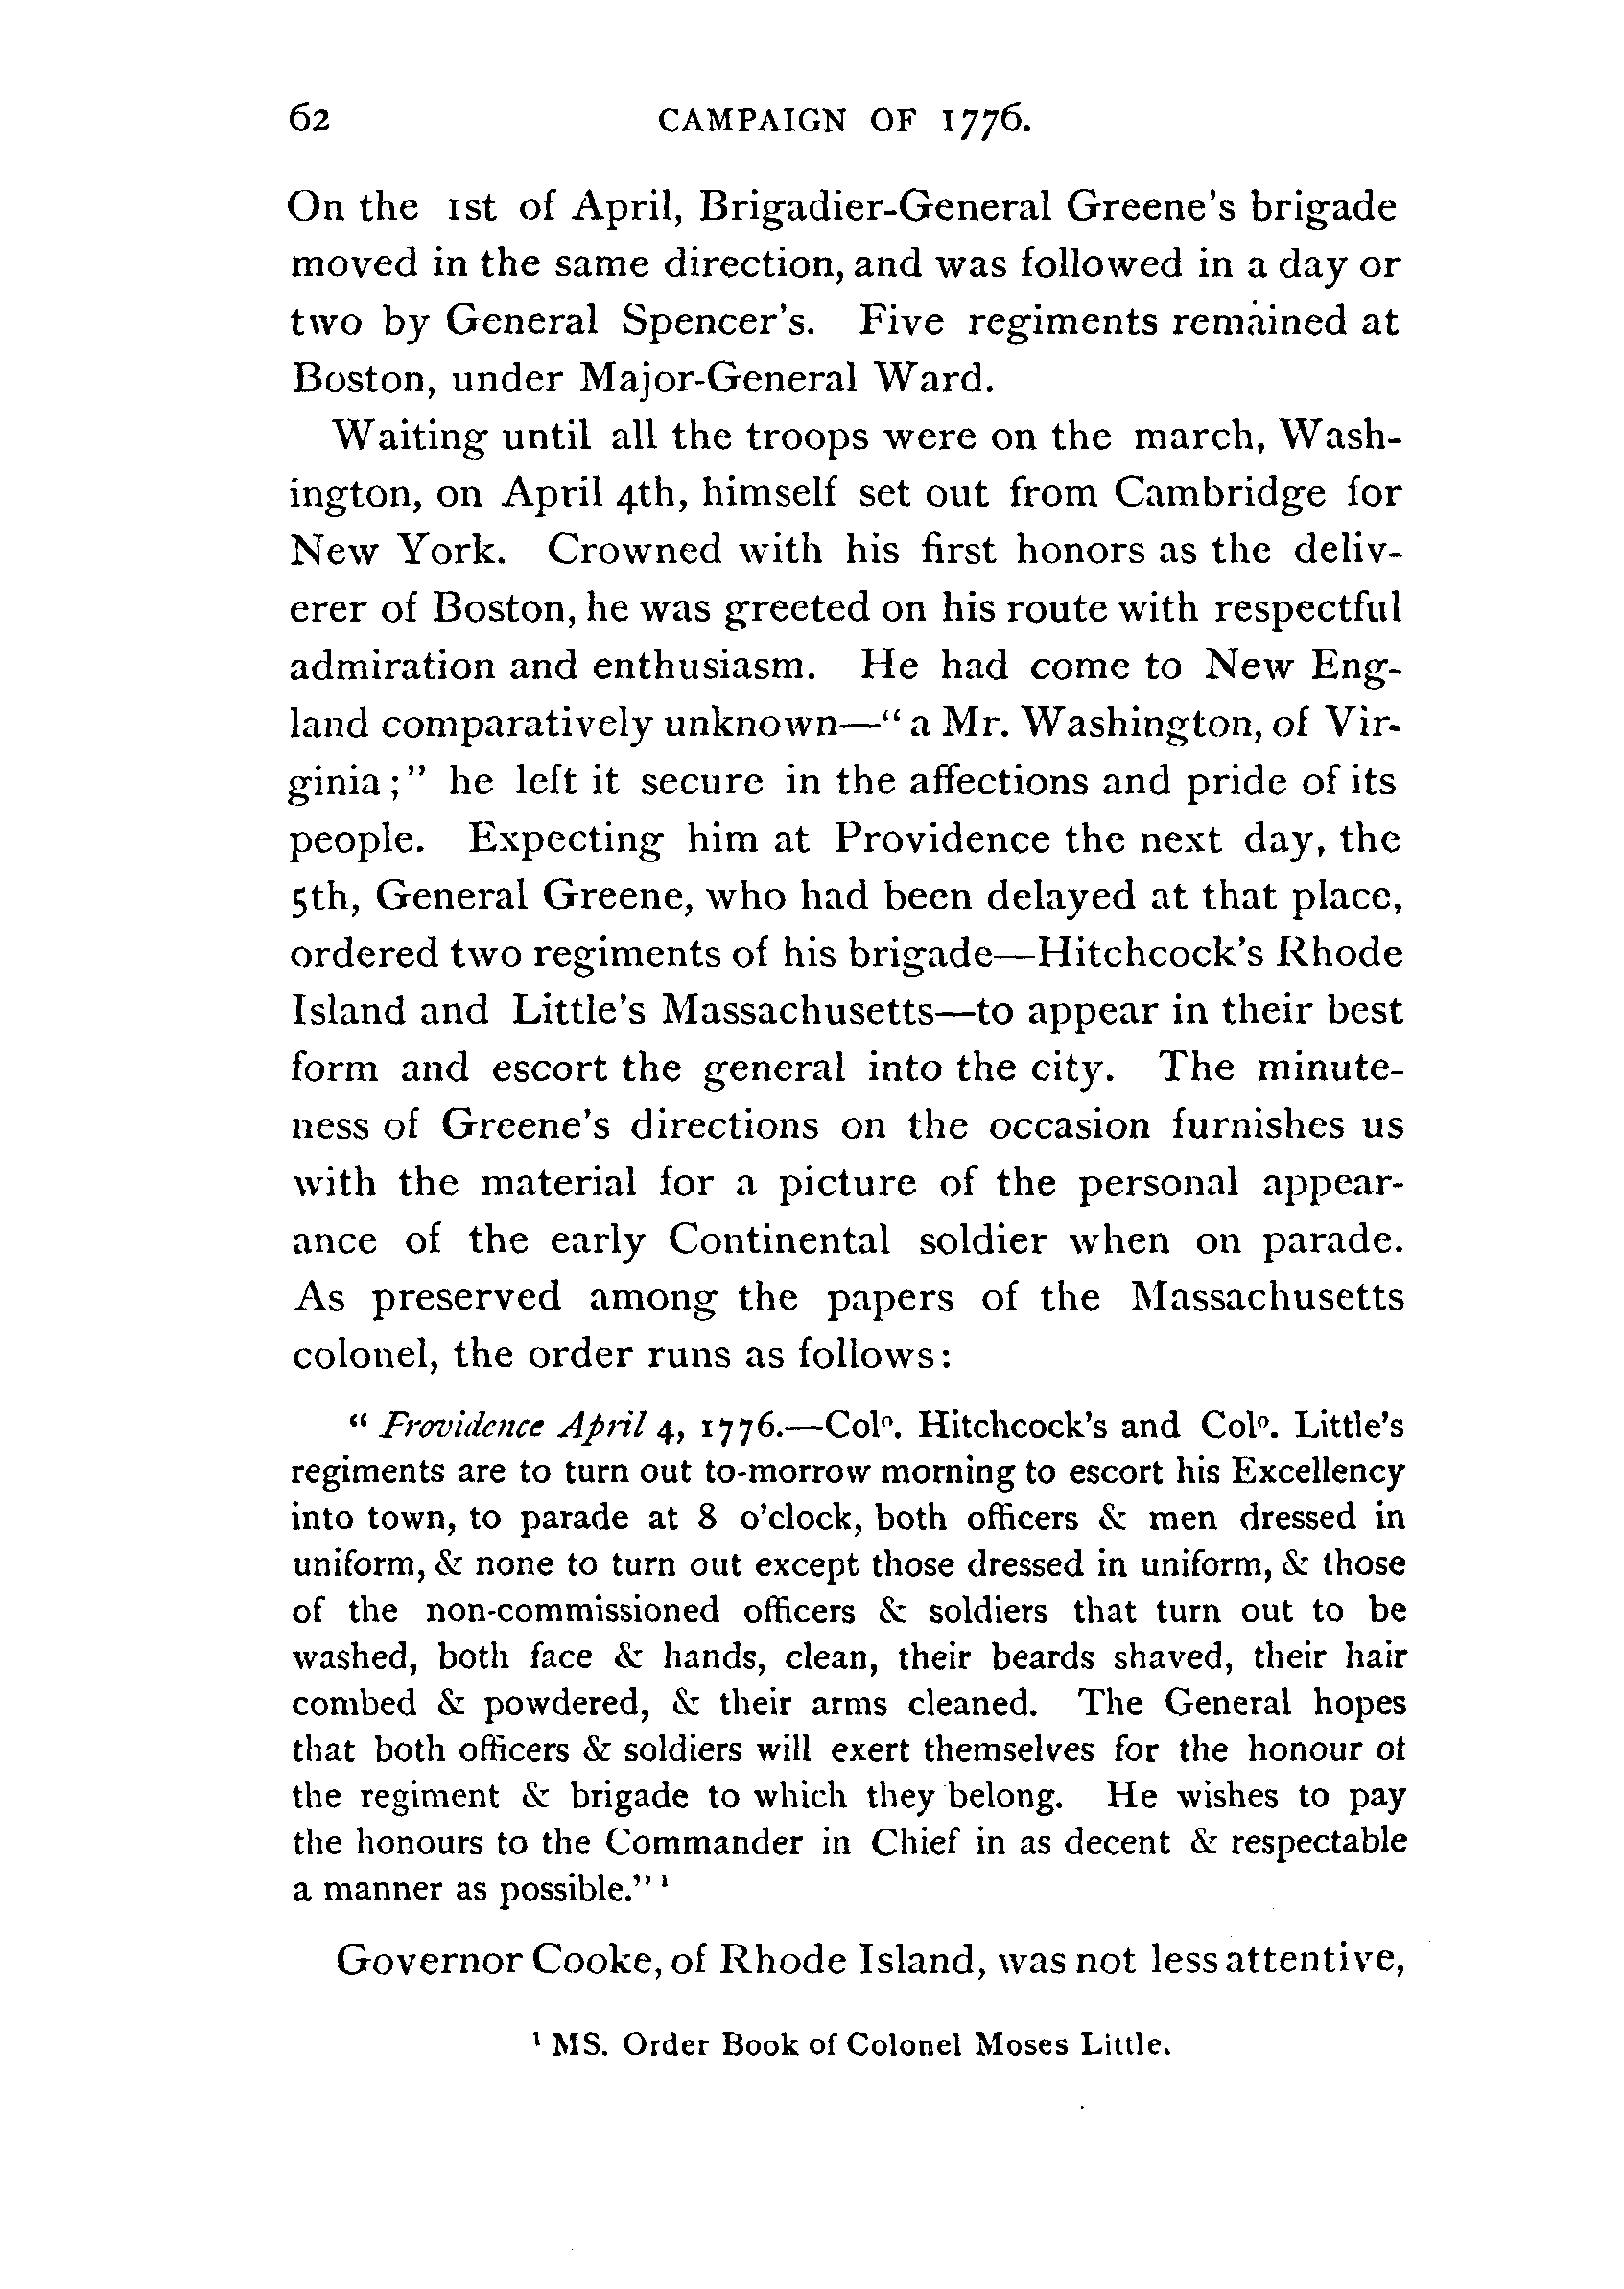 62 CAMPAIGN OF 1776.
On the 1st of April, Brigadier-General Greene's brigade
moved in the same direction, and was followed in a day or
two by General Spencer's. Five regiments remained at
Boston, under Major-General Ward.
Waiting until all the troops were on the march, Wash-
ington, on April 4th, himself set out from Cambridge for
New York. Crowned with his first honors as the deliv-
erer of Boston, he was greeted on his route with respectful
admiration and enthusiasm. He had come to New Eng-
land comparatively unknown—“ a Mr. Washington, of Vir-
ginia ;” he left it secure in the affections and pride of its
people. Expecting him at Providence the next day, the
5th, General Greene, who had been delayed at that place,
ordered two regiments of his brigade—Hitchcock's Rhode
Island and Little's Massachusetts—to appear in their best
form and escort the general into the city. The minute-
ness of Greene's directions on the occasion furnishes us
with the material for a picture of the personal appear-
ance of the early Continental soldier when on parade.
As preserved among the papers of the Massachusetts
colonel, the order runs as follows:
“ Providence April 4, 1776.—Colⁿ. Hitchcock's and Colⁿ. Little's
regiments are to turn out to-morrow morning to escort his Excellency
into town, to parade at 8 o'clock, both officers & men dressed in
uniform, & none to turn out except those dressed in uniform, & those
of the non-commissioned officers & soldiers that turn out to be
washed, both face & hands, clean, their beards shaved, their hair
combed & powdered, & their arms cleaned. The General hopes
that both officers & soldiers will exert themselves for the honour of
the regiment & brigade to which they belong. He wishes to pay
the honours to the Commander in Chief in as decent & respectable
a manner as possible.” ¹
Governor Cooke, of Rhode Island, was not less attentive,
¹ MS. Order Book of Colonel Moses Little.